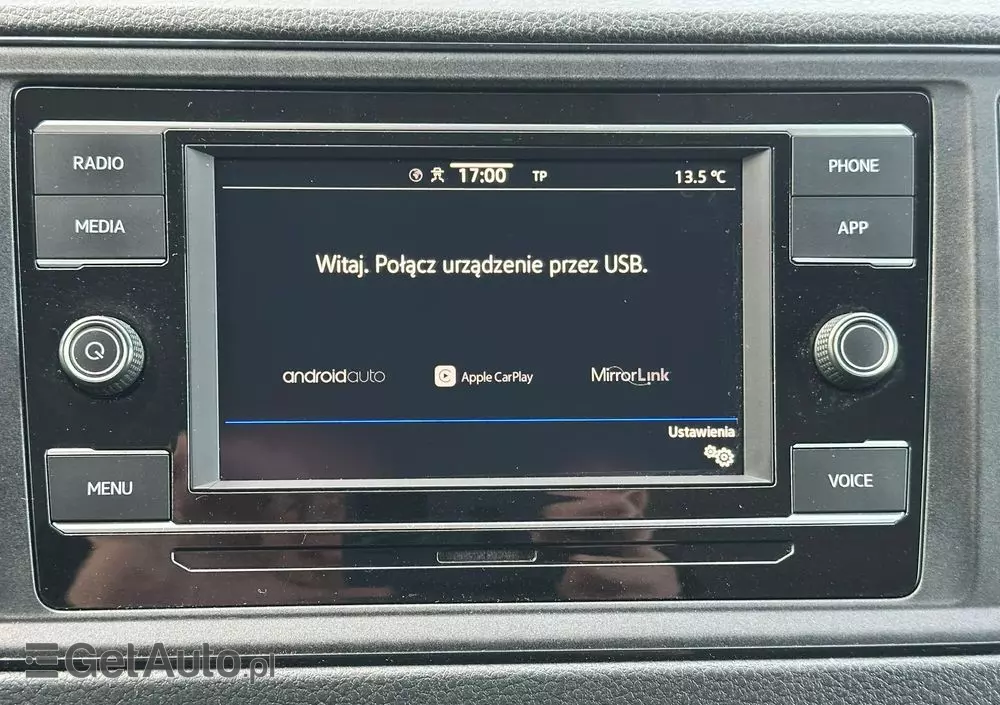 RADIO
MEDIA
MENU
17:00 TP 13.5 °C
Witaj. Połącz urządzenie przez USB.
androidauto Apple CarPlay MirrorLink
Ustawienia
PHONE
APP
VOICE
GetAuto.pl